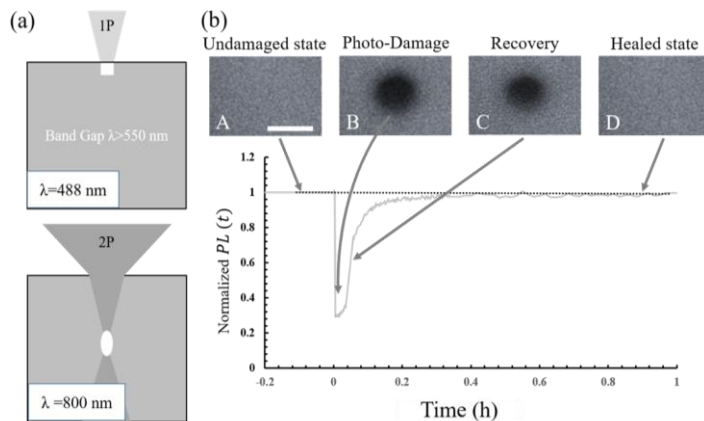 (a)
1P
Band Gap λ>550 nm
λ=488 nm
2P
λ =800 nm
(b)
Undamaged state
Photo-Damage
Recovery
Healed state
A
B
C
D
Normalized PL (t)
1.2
1
0.8
0.6
0.4
0.2
0
-0.2
0
0.2
0.4
0.6
0.8
1
Time (h)